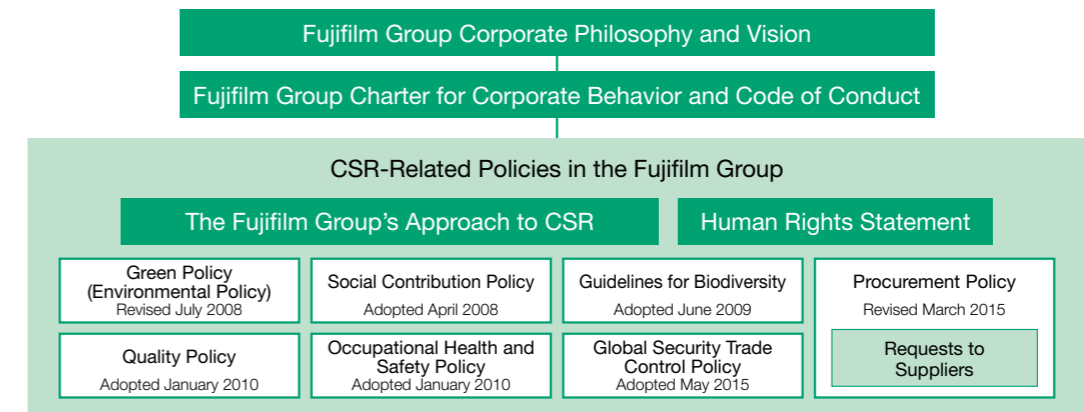 Fujifilm Group Corporate Philosophy and Vision
Fujifilm Group Charter for Corporate Behavior and Code of Conduct
CSR-Related Policies in the Fujifilm Group
The Fujifilm Group's Approach to CSR
Human Rights Statement
Green Policy
(Environmental Policy)
Revised July 2008
Social Contribution Policy
Adopted April 2008
Guidelines for Biodiversity
Adopted June 2009
Procurement Policy
Revised March 2015
Requests to
Suppliers
Quality Policy
Adopted January 2010
Occupational Health and
Safety Policy
Adopted January 2010
Global Security Trade
Control Policy
Adopted May 2015